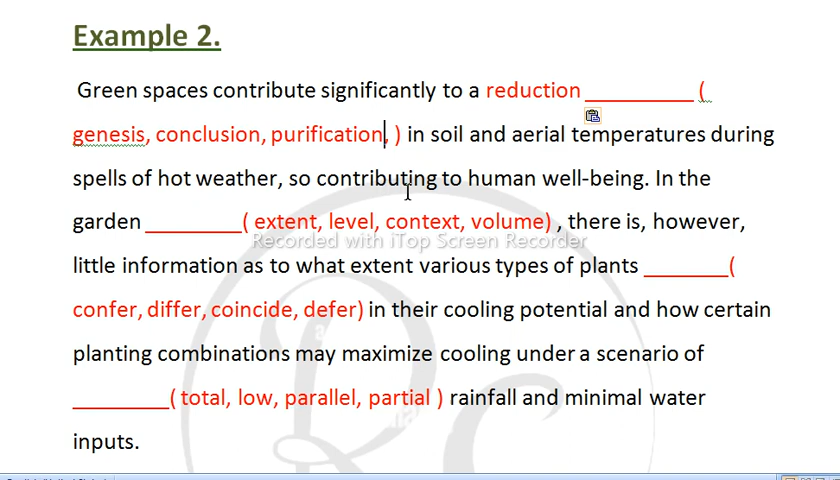 Example 2.
Green spaces contribute significantly to a reduction __________ (
genesis, conclusion, purification, ) in soil and aerial temperatures during
spells of hot weather, so contributing to human well-being. In the
garden _________( extent, level, context, volume) , there is, however,
Recorded with iTop Screen Recorder
little information as to what extent various types of plants ________(
confer, differ, coincide, defer) in their cooling potential and how certain
planting combinations may maximize cooling under a scenario of
_________( total, low, parallel, partial ) rainfall and minimal water
inputs.